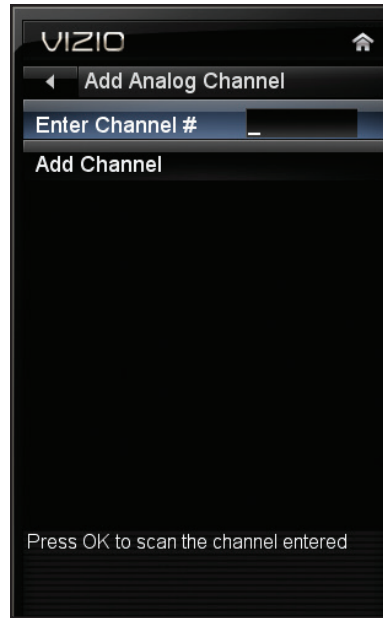 VIZIO
Add Analog Channel
Enter Channel # _
Add Channel
Press OK to scan the channel entered